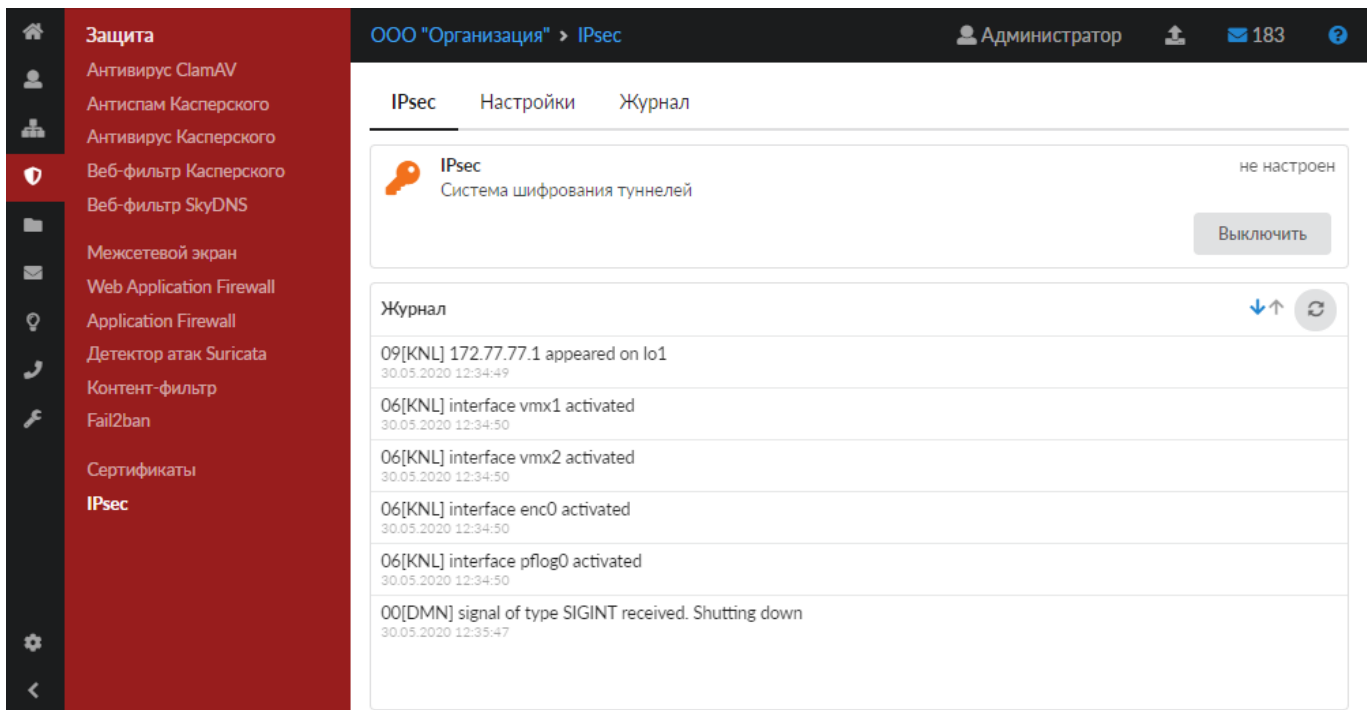 Защита
Антивирус ClamAV
Антиспам Касперского
Антивирус Касперского
Веб-фильтр Касперского
Веб-фильтр SkyDNS
Межсетевой экран
Web Application Firewall
Application Firewall
Детектор атак Suricata
Контент-фильтр
Fail2ban
Сертификаты
IPsec
ООО "Организация" > IPsec
Администратор
183
IPsec Настройки Журнал
IPsec
не настроен
Система шифрования туннелей
Выключить
Журнал
09[KNL] 172.77.77.1 appeared on lo1
30.05.2020 12:34:49
06[KNL] interface vmx1 activated
30.05.2020 12:34:50
06[KNL] interface vmx2 activated
30.05.2020 12:34:50
06[KNL] interface enc0 activated
30.05.2020 12:34:50
06[KNL] interface pflog0 activated
30.05.2020 12:34:50
00[DMN] signal of type SIGINT received. Shutting down
30.05.2020 12:35:47